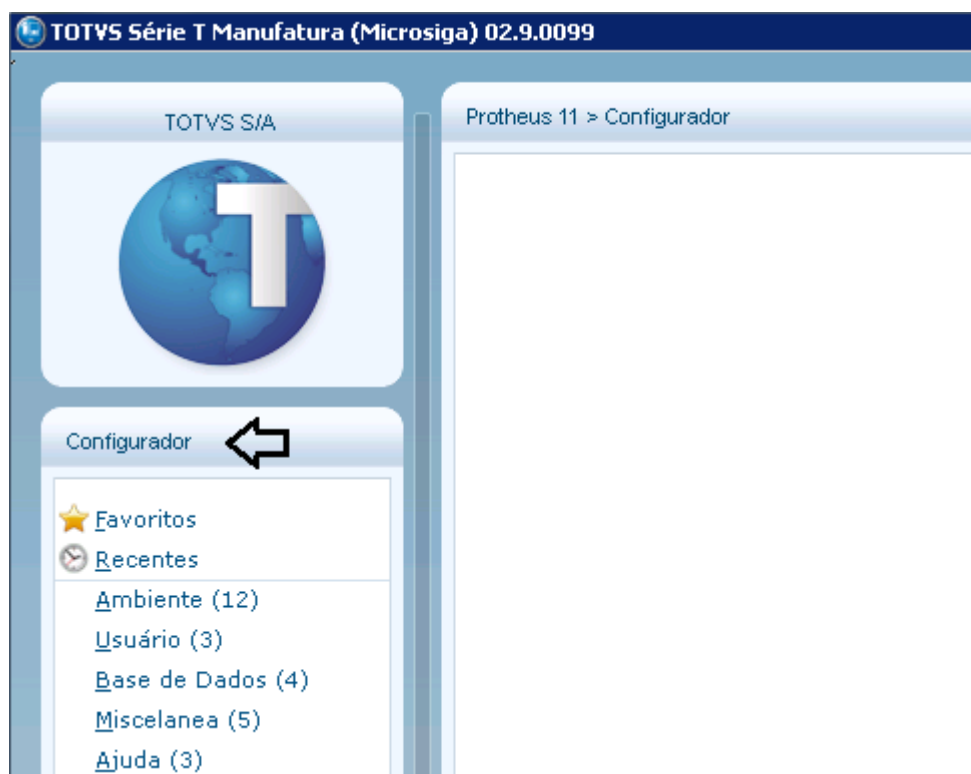 TOTVS Série T Manufatura (Microsiga) 02.9.0099
TOTVS S/A
T
Protheus 11 > Configurador
Configurador
Favoritos
Recentes
Ambiente (12)
Usuário (3)
Base de Dados (4)
Miscelanea (5)
Ajuda (3)